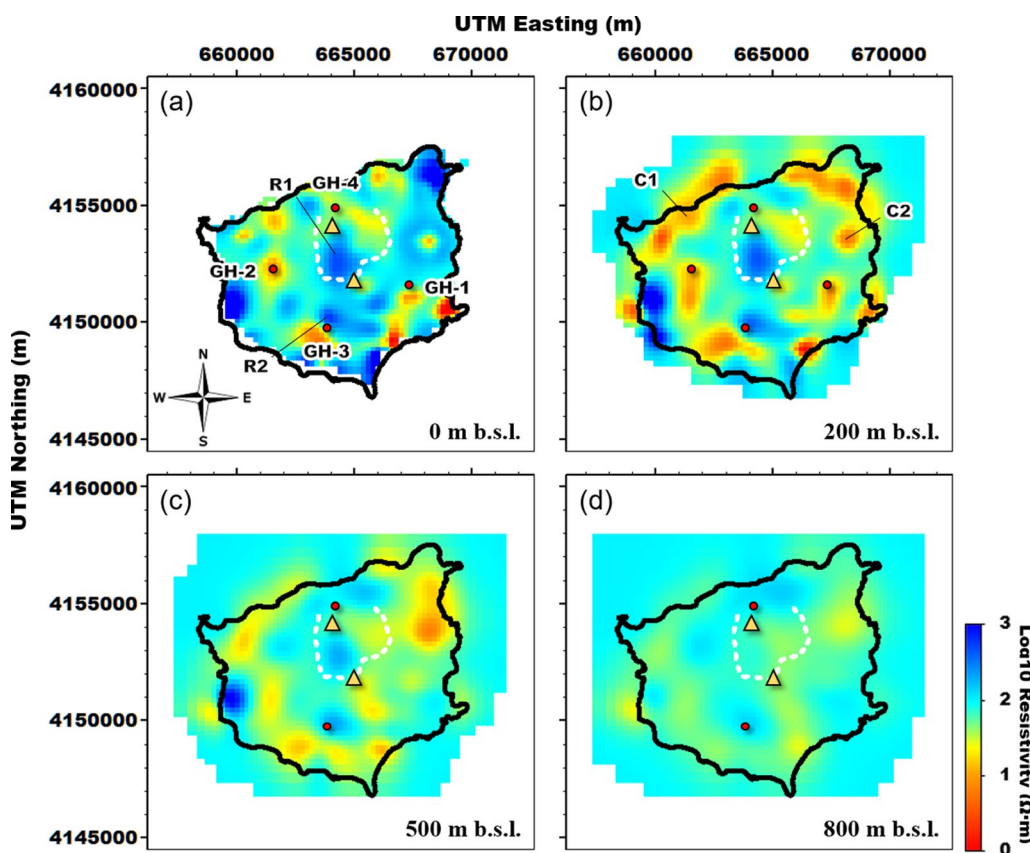 UTM Easting (m)
660000 665000 670000 660000 665000 670000
4160000
(a)
(b)
R1
GH-4
C1
4155000
C2
GH-2
GH-1
4150000
GH-3
R2
N
W E
S
4145000
0 m b.s.l.
200 m b.s.l.
UTM Northing (m)
4160000
(c)
(d)
4155000
4150000
4145000
500 m b.s.l.
800 m b.s.l.
3
2
1
0
Log10 Resistivity (Ω·m)